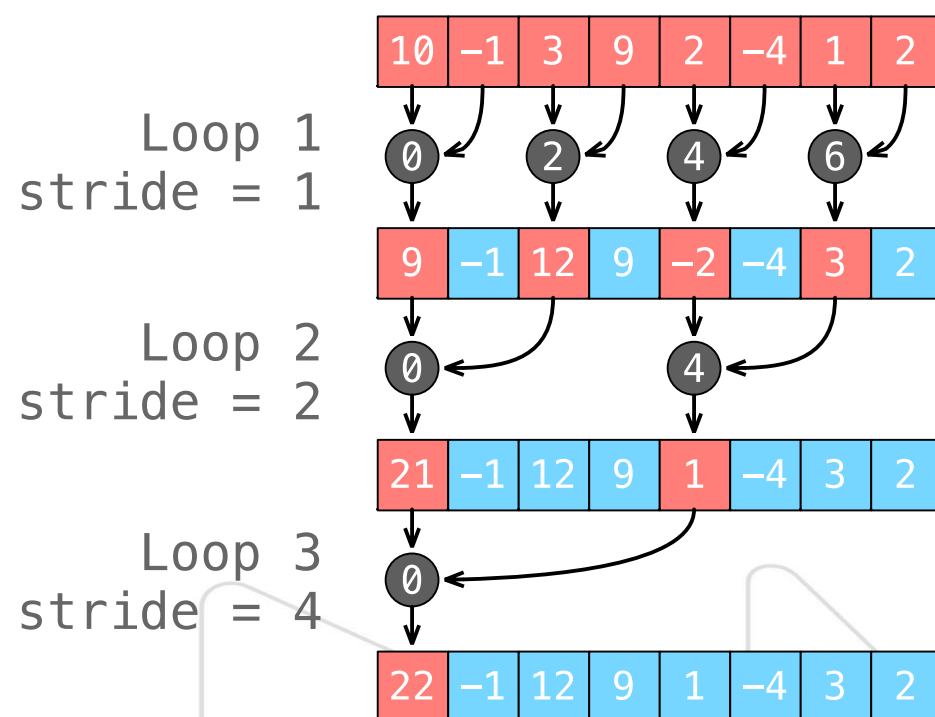 10 −1 3 9 2 −4 1 2
Loop 1
stride = 1
0 2 4 6
9 −1 12 9 −2 −4 3 2
Loop 2
stride = 2
0 4
21 −1 12 9 1 −4 3 2
Loop 3
stride = 4
0
22 −1 12 9 1 −4 3 2